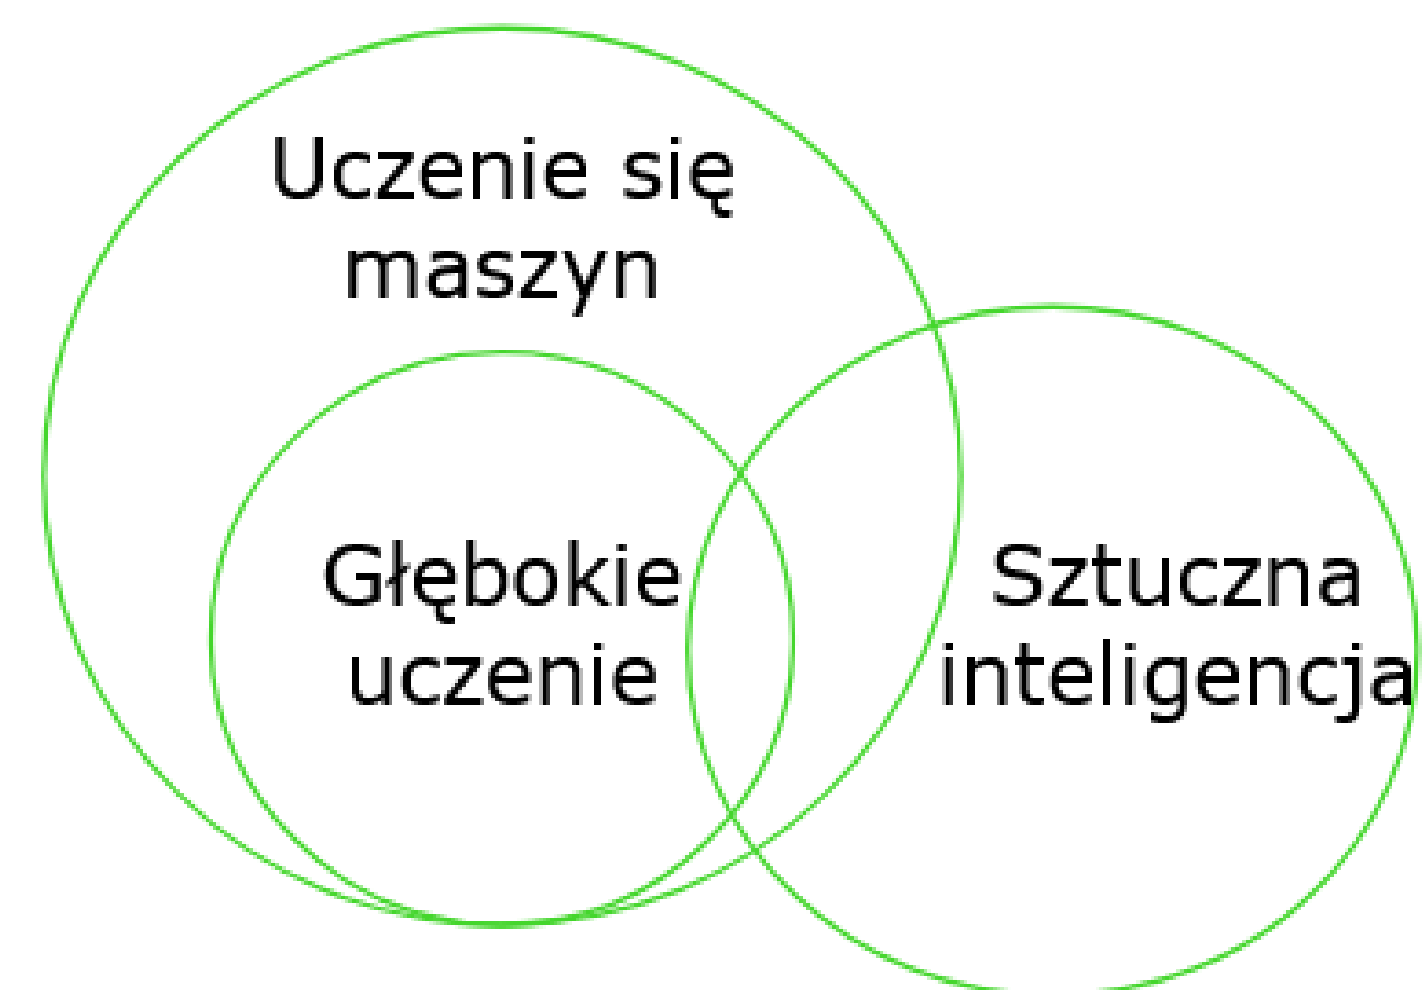 Uczenie się
maszyn
Głębokie
uczenie
Sztuczna
inteligencja